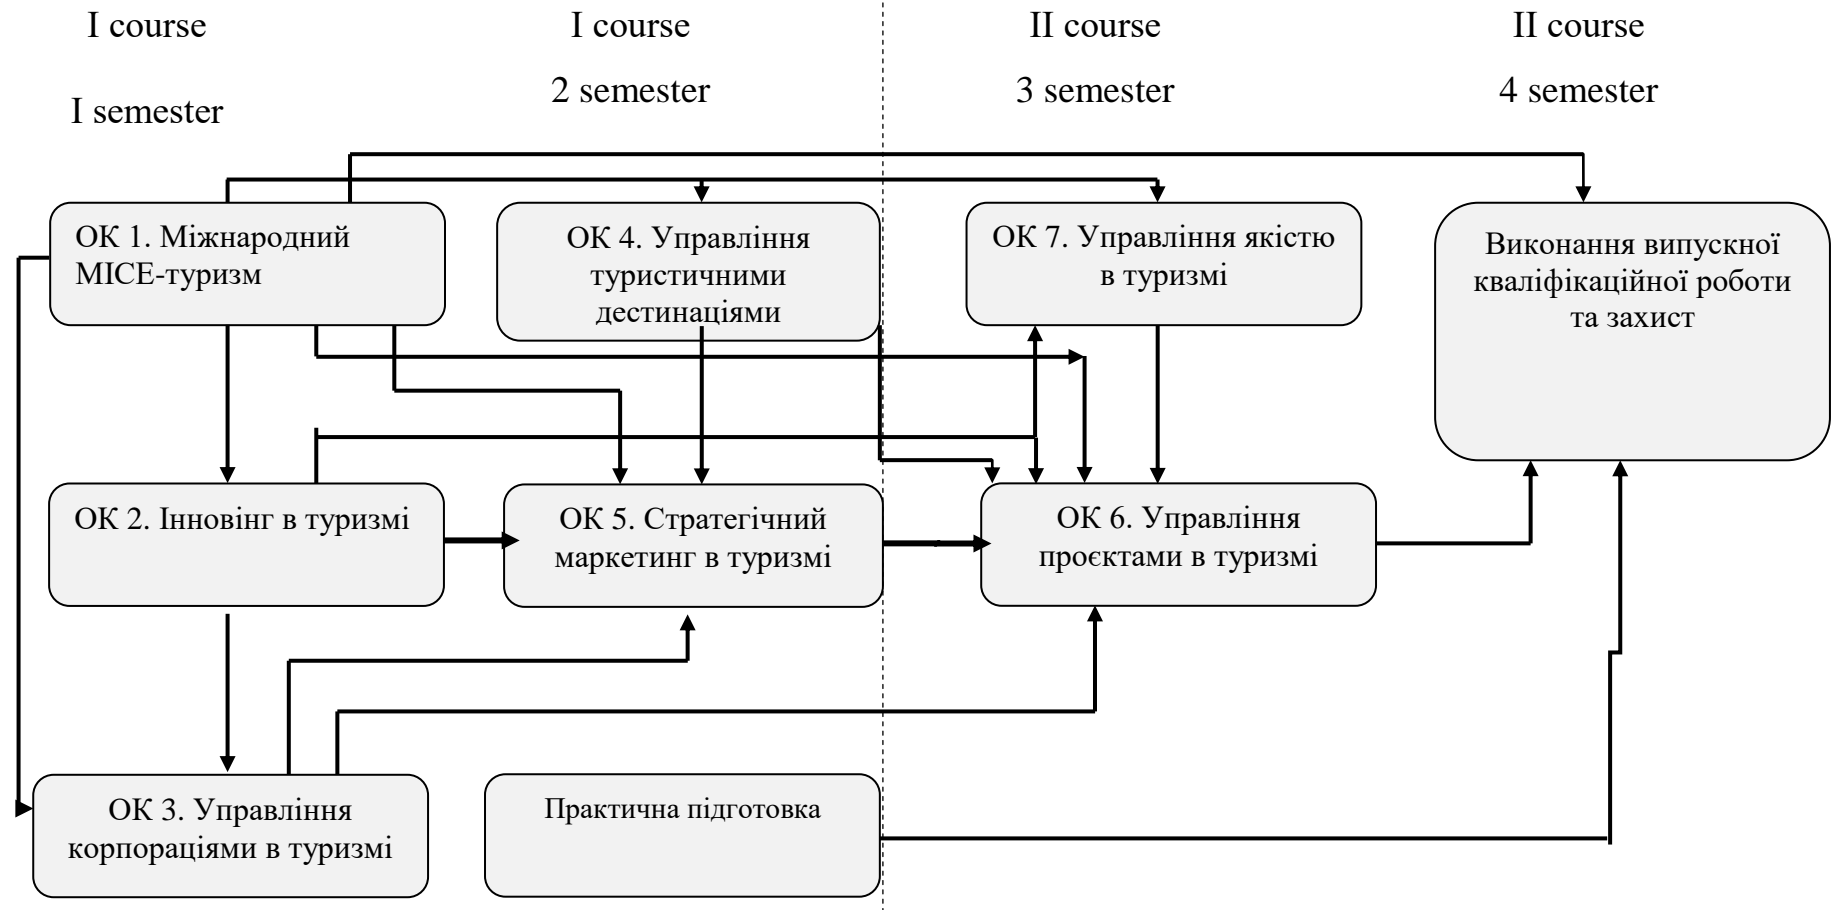 I course
I semester
I course
2 semester
II course
3 semester
II course
4 semester
ОК 1. Міжнародний
МІСЕ-туризм
ОК 4. Управління
туристичними
дестинаціями
ОК 7. Управління якістю
в туризмі
Виконання випускної
кваліфікаційної роботи
та захист
ОК 2. Інновінг в туризмі
ОК 5. Стратегічний
маркетинг в туризмі
ОК 6. Управління
проєктами в туризмі
ОК 3. Управління
корпораціями в туризмі
Практична підготовка